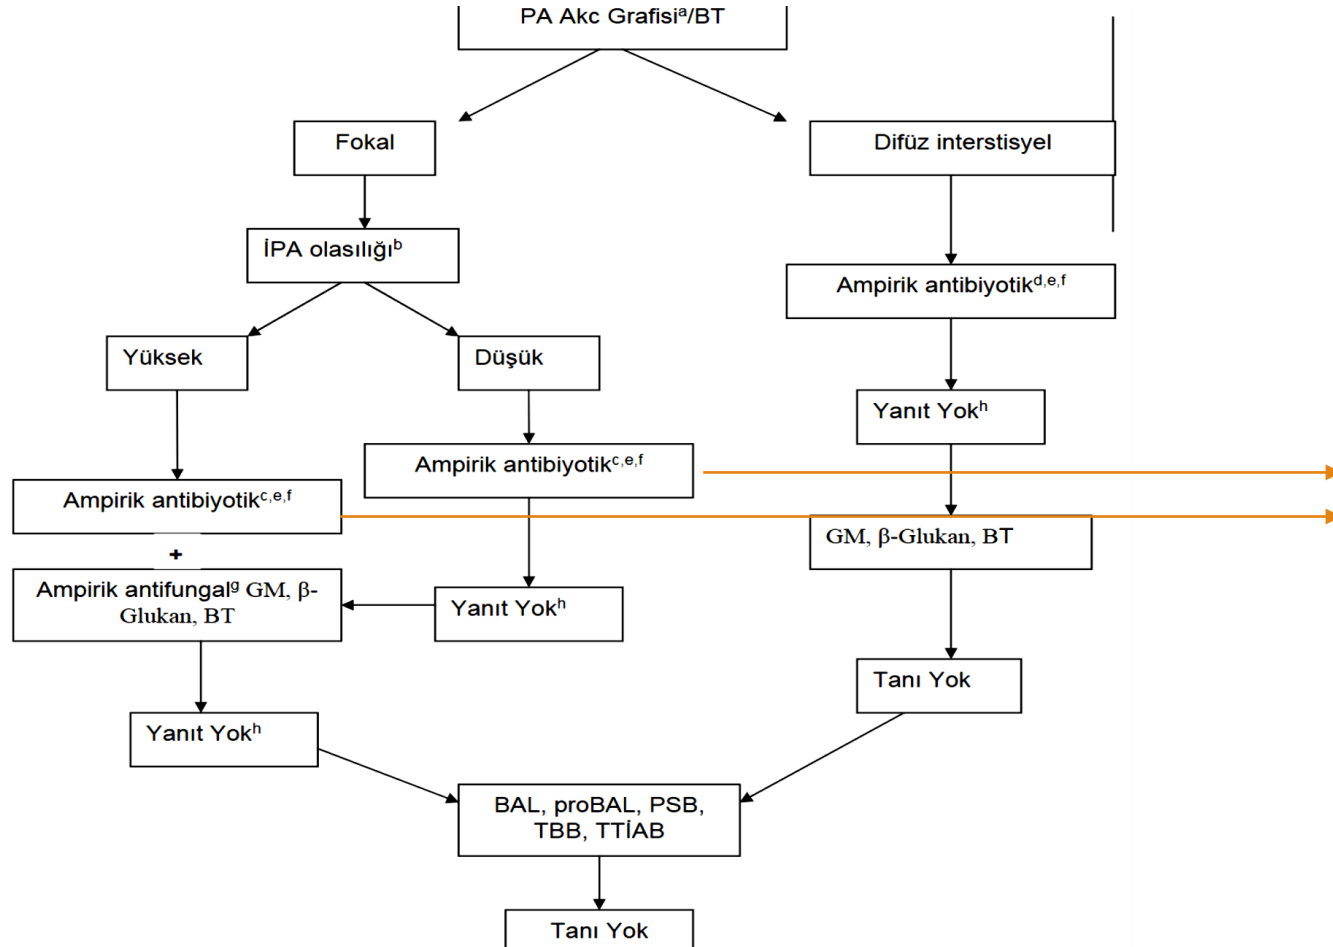 PA Akc Grafisiᵃ/BT
Fokal
Difüz interstisyel
İPA olasılığıᵇ
Ampirik antibiyotikᵈ,ᵉ,ᶠ
Yüksek
Düşük
Yanıt Yokʰ
Ampirik antibiyotikᶜ,ᵉ,ᶠ
Ampirik antibiyotikᶜ,ᵉ,ᶠ
GM, β-Glukan, BT
+
Ampirik antifungalᵍ GM, β-
Glukan, BT
Yanıt Yokʰ
Tanı Yok
Yanıt Yokʰ
BAL, proBAL, PSB,
TBB, TTİAB
Tanı Yok